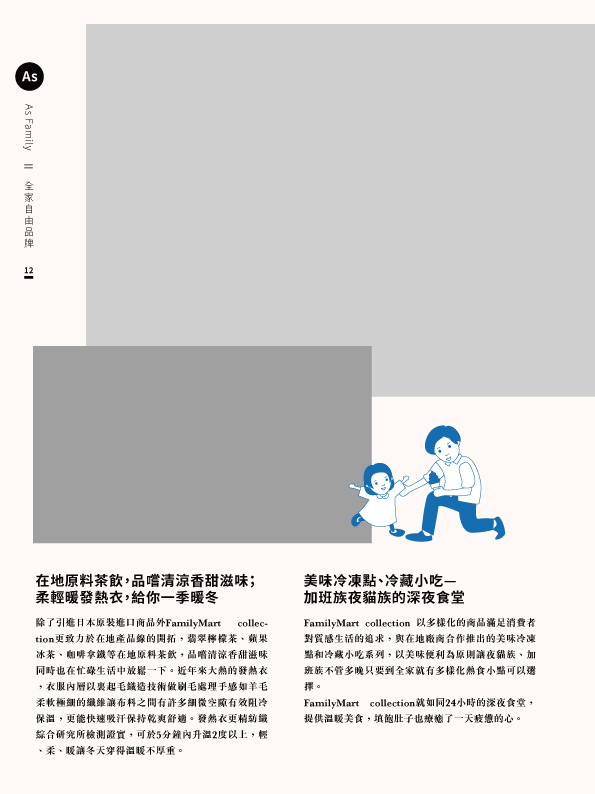 As
As Family || 全家自由品牌
12
在地原料茶飲，品嚐清涼香甜滋味；
柔輕暖發熱衣，給你一季暖冬
除了引進日本原裝進口商品外FamilyMart collec-
tion更致力於在地產品線的開拓，翡翠檸檬茶、蘋果
冰茶、咖啡拿鐵等在地原料茶飲，品嚐清涼香甜滋味
同時也在忙碌生活中放鬆一下。近年來大熱的發熱衣
，衣服內層以裏起毛織造技術做刷毛處理手感如羊毛
柔軟極細的纖維讓布料之間有許多細微空隙有效阻冷
保溫，更能快速吸汗保持乾爽舒適。發熱衣更精紡織
綜合研究所檢測證實，可於5分鐘內升溫2度以上，輕
、柔、暖讓冬天穿得溫暖不厚重。
美味冷凍點、冷藏小吃—
加班族夜貓族的深夜食堂
FamilyMart collection 以多樣化的商品滿足消費者
對質感生活的追求，與在地廠商合作推出的美味冷凍
點和冷藏小吃系列，以美味便利為原則讓夜貓族、加
班族不管多晚只要到全家就有多樣化熱食小點可以選
擇。
FamilyMart collection就如同24小時的深夜食堂，
提供溫暖美食，填飽肚子也療癒了一天疲憊的心。